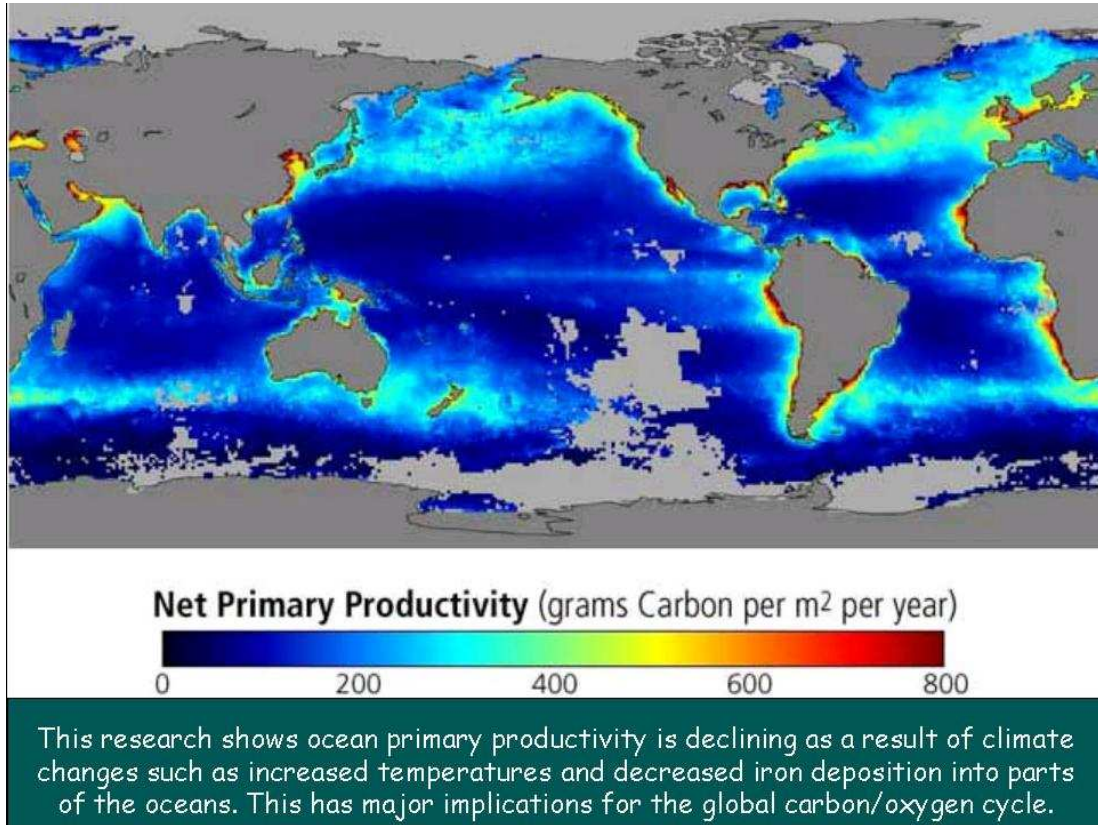 Net Primary Productivity (grams Carbon per m² per year)
0 200 400 600 800
This research shows ocean primary productivity is declining as a result of climate
changes such as increased temperatures and decreased iron deposition into parts
of the oceans. This has major implications for the global carbon/oxygen cycle.